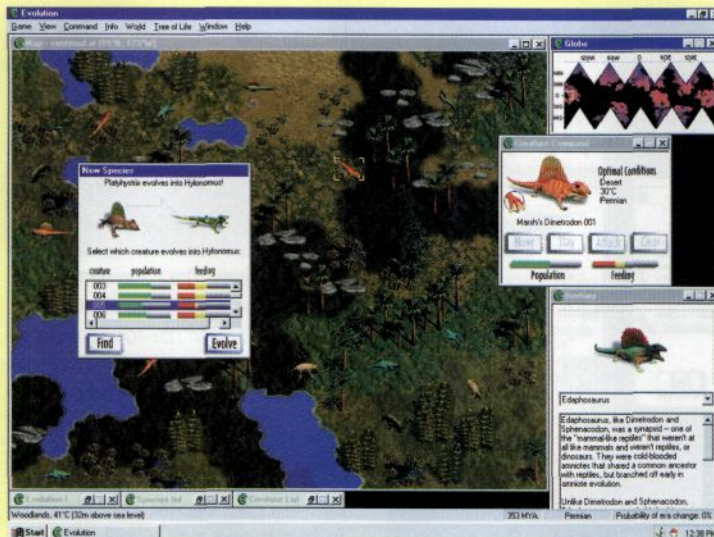 Evolution
Game View Command Info World Tree of Life Window Help
Globe
New Species
Platyhystrix evolves into Hylonomus!
Select which creature evolves into Hylonomus:
creature population feeding
003
004
005
006
Find Evolve
Creature Command
Optimal Conditions
Desert
30°C
Permian
Marsh's Dimetrodon 001
Move Stay Attack
Population Feeding
Edaphosaurus
Edaphosaurus, like Dimetrodon and
Sphenacodon, was a synapsid -- one of
the "mammal-like reptiles" that weren't at
all like mammals and weren't reptiles, or
dinosaurs. They were cold-blooded
amniotes that shared a common ancestor
with reptiles, but branched off early in
amniote evolution.
Unlike Dimetrodon and Sphenacodon,
Species list Creature List
Woodlands, 41°C (32m above sea level) 353 MYA Permian Probability of era change: 0%
Start Evolution 12:38 PM